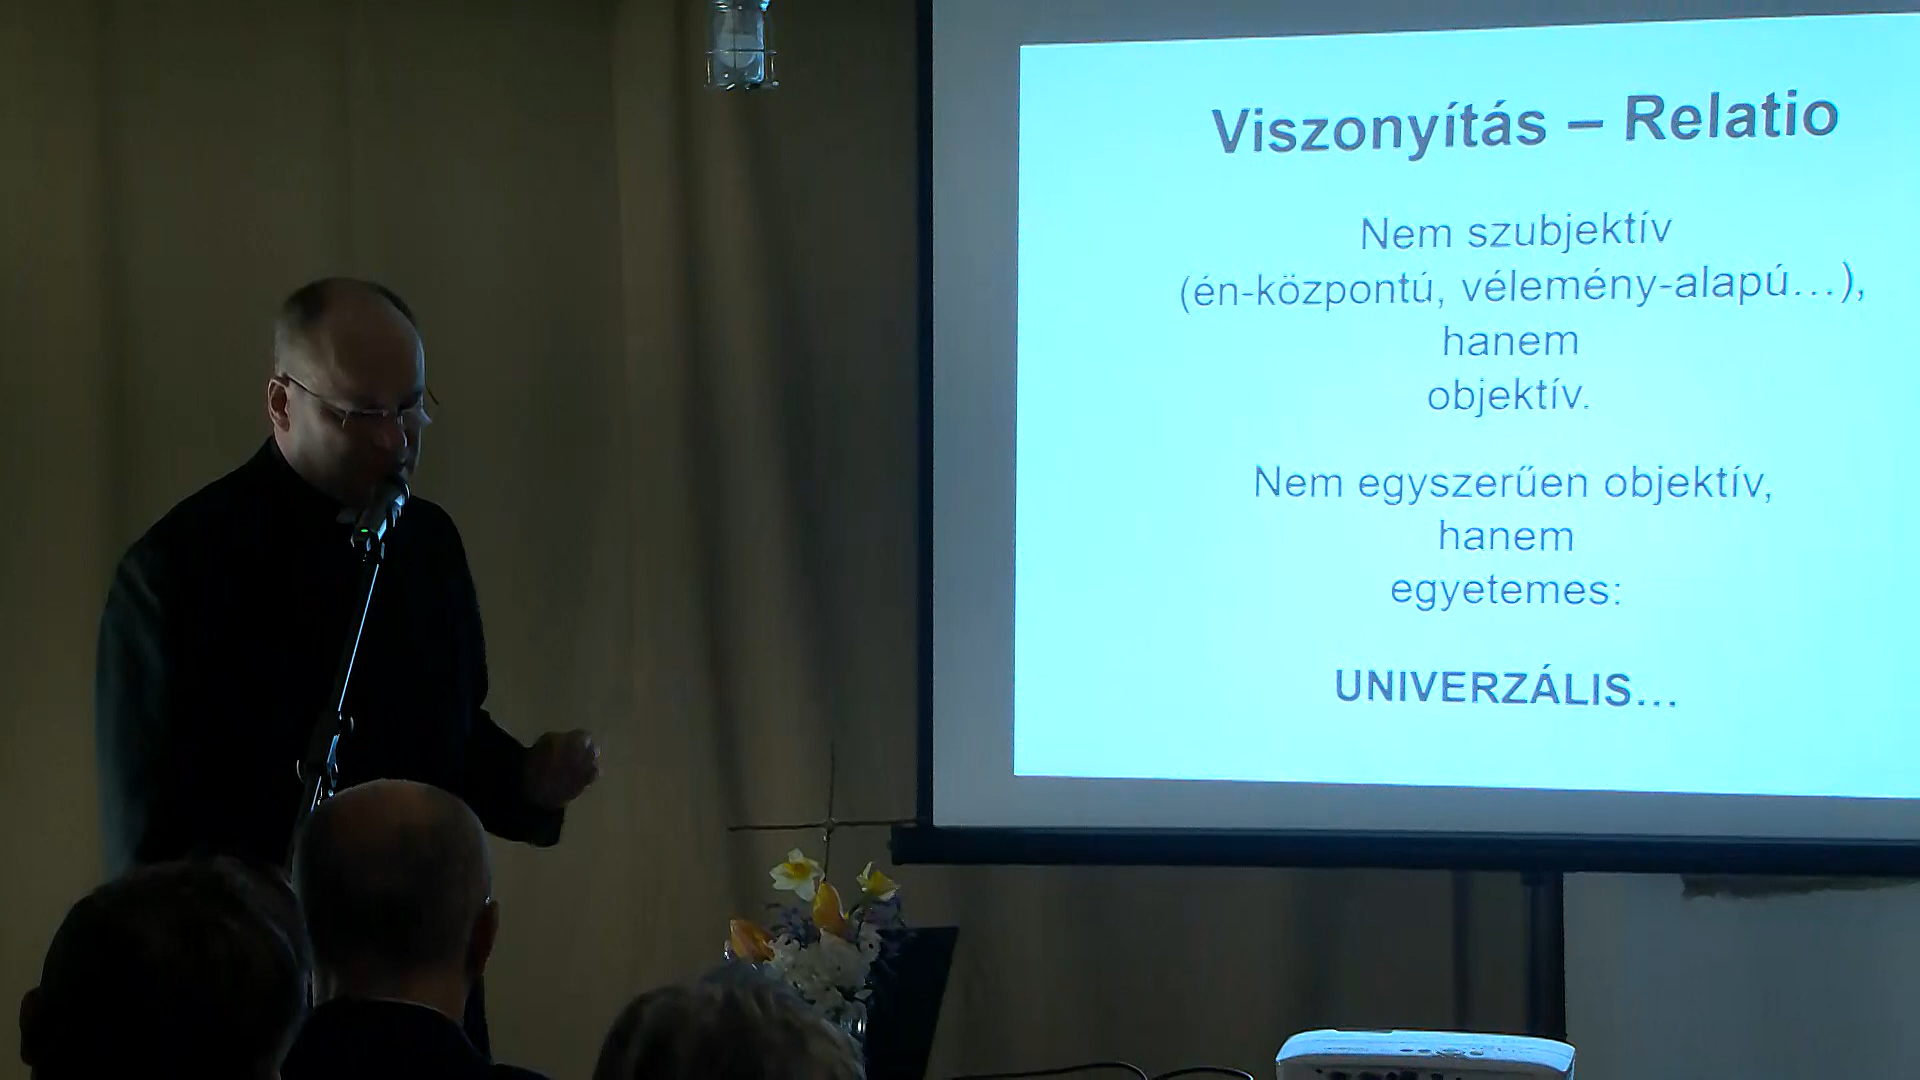 Viszonyítás – Relatio
Nem szubjektív
(én-központú, vélemény-alapú…),
hanem
objektív.
Nem egyszerűen objektív,
hanem
egyetemes:
UNIVERZÁLIS…